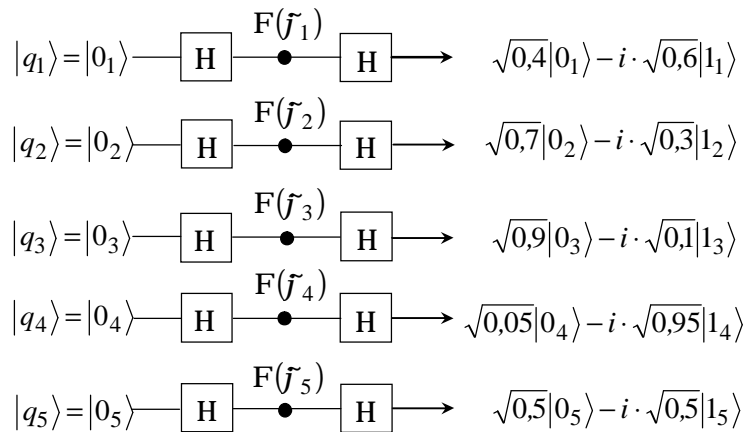 F(j̃₁)
|q₁⟩ = |0₁⟩ H H √0,4|0₁⟩ − i · √0,6|1₁⟩
F(j̃₂)
|q₂⟩ = |0₂⟩ H H √0,7|0₂⟩ − i · √0,3|1₂⟩
F(j̃₃)
|q₃⟩ = |0₃⟩ H H √0,9|0₃⟩ − i · √0,1|1₃⟩
F(j̃₄)
|q₄⟩ = |0₄⟩ H H √0,05|0₄⟩ − i · √0,95|1₄⟩
F(j̃₅)
|q₅⟩ = |0₅⟩ H H √0,5|0₅⟩ − i · √0,5|1₅⟩